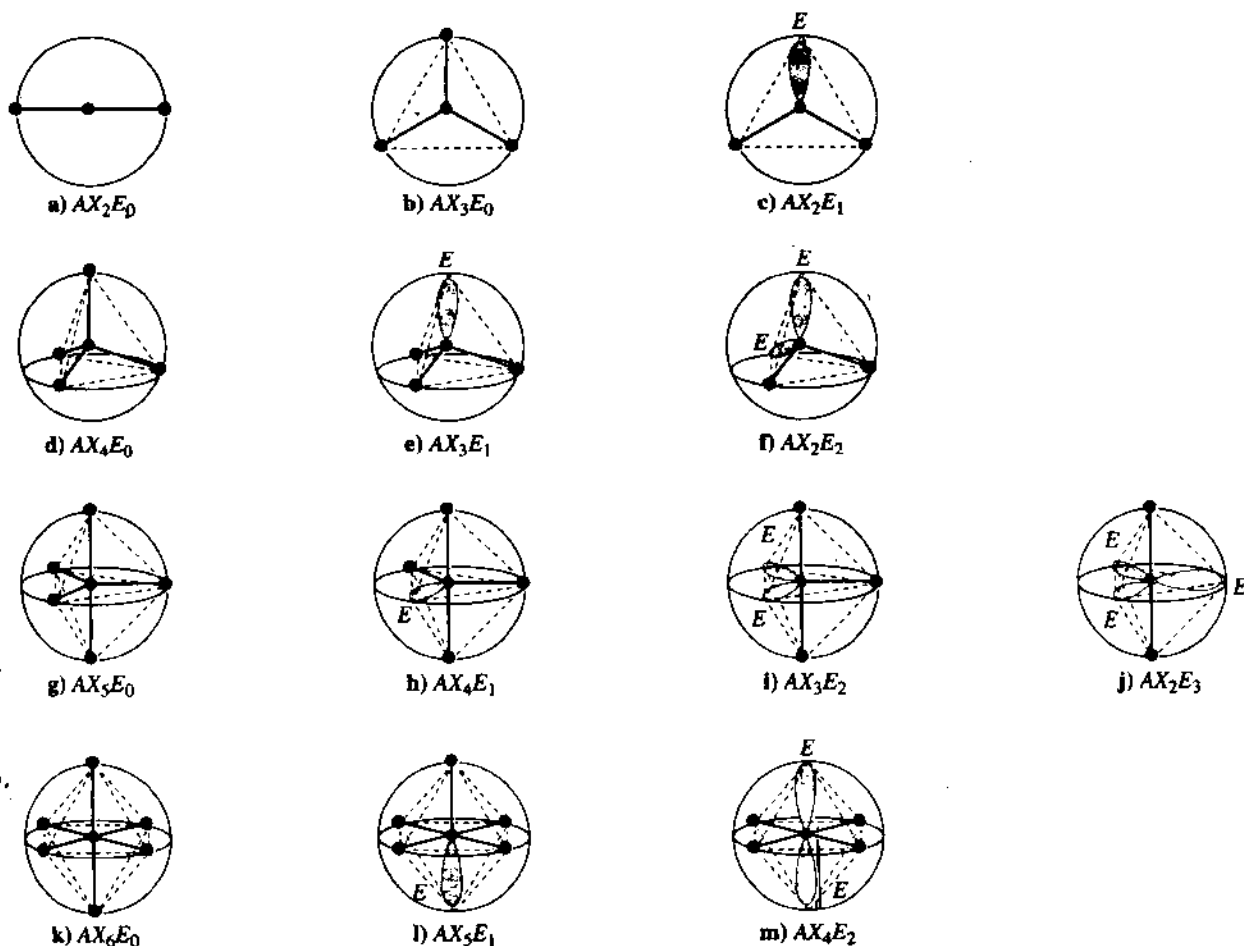 E
a) AX₂E₀ b) AX₃E₀ c) AX₂E₁
E E
E
d) AX₄E₀ e) AX₃E₁ f) AX₂E₂
E E
E
E E E
g) AX₅E₀ h) AX₄E₁ i) AX₃E₂ j) AX₂E₃
E
E E
k) AX₆E₀ l) AX₅E₁ m) AX₄E₂